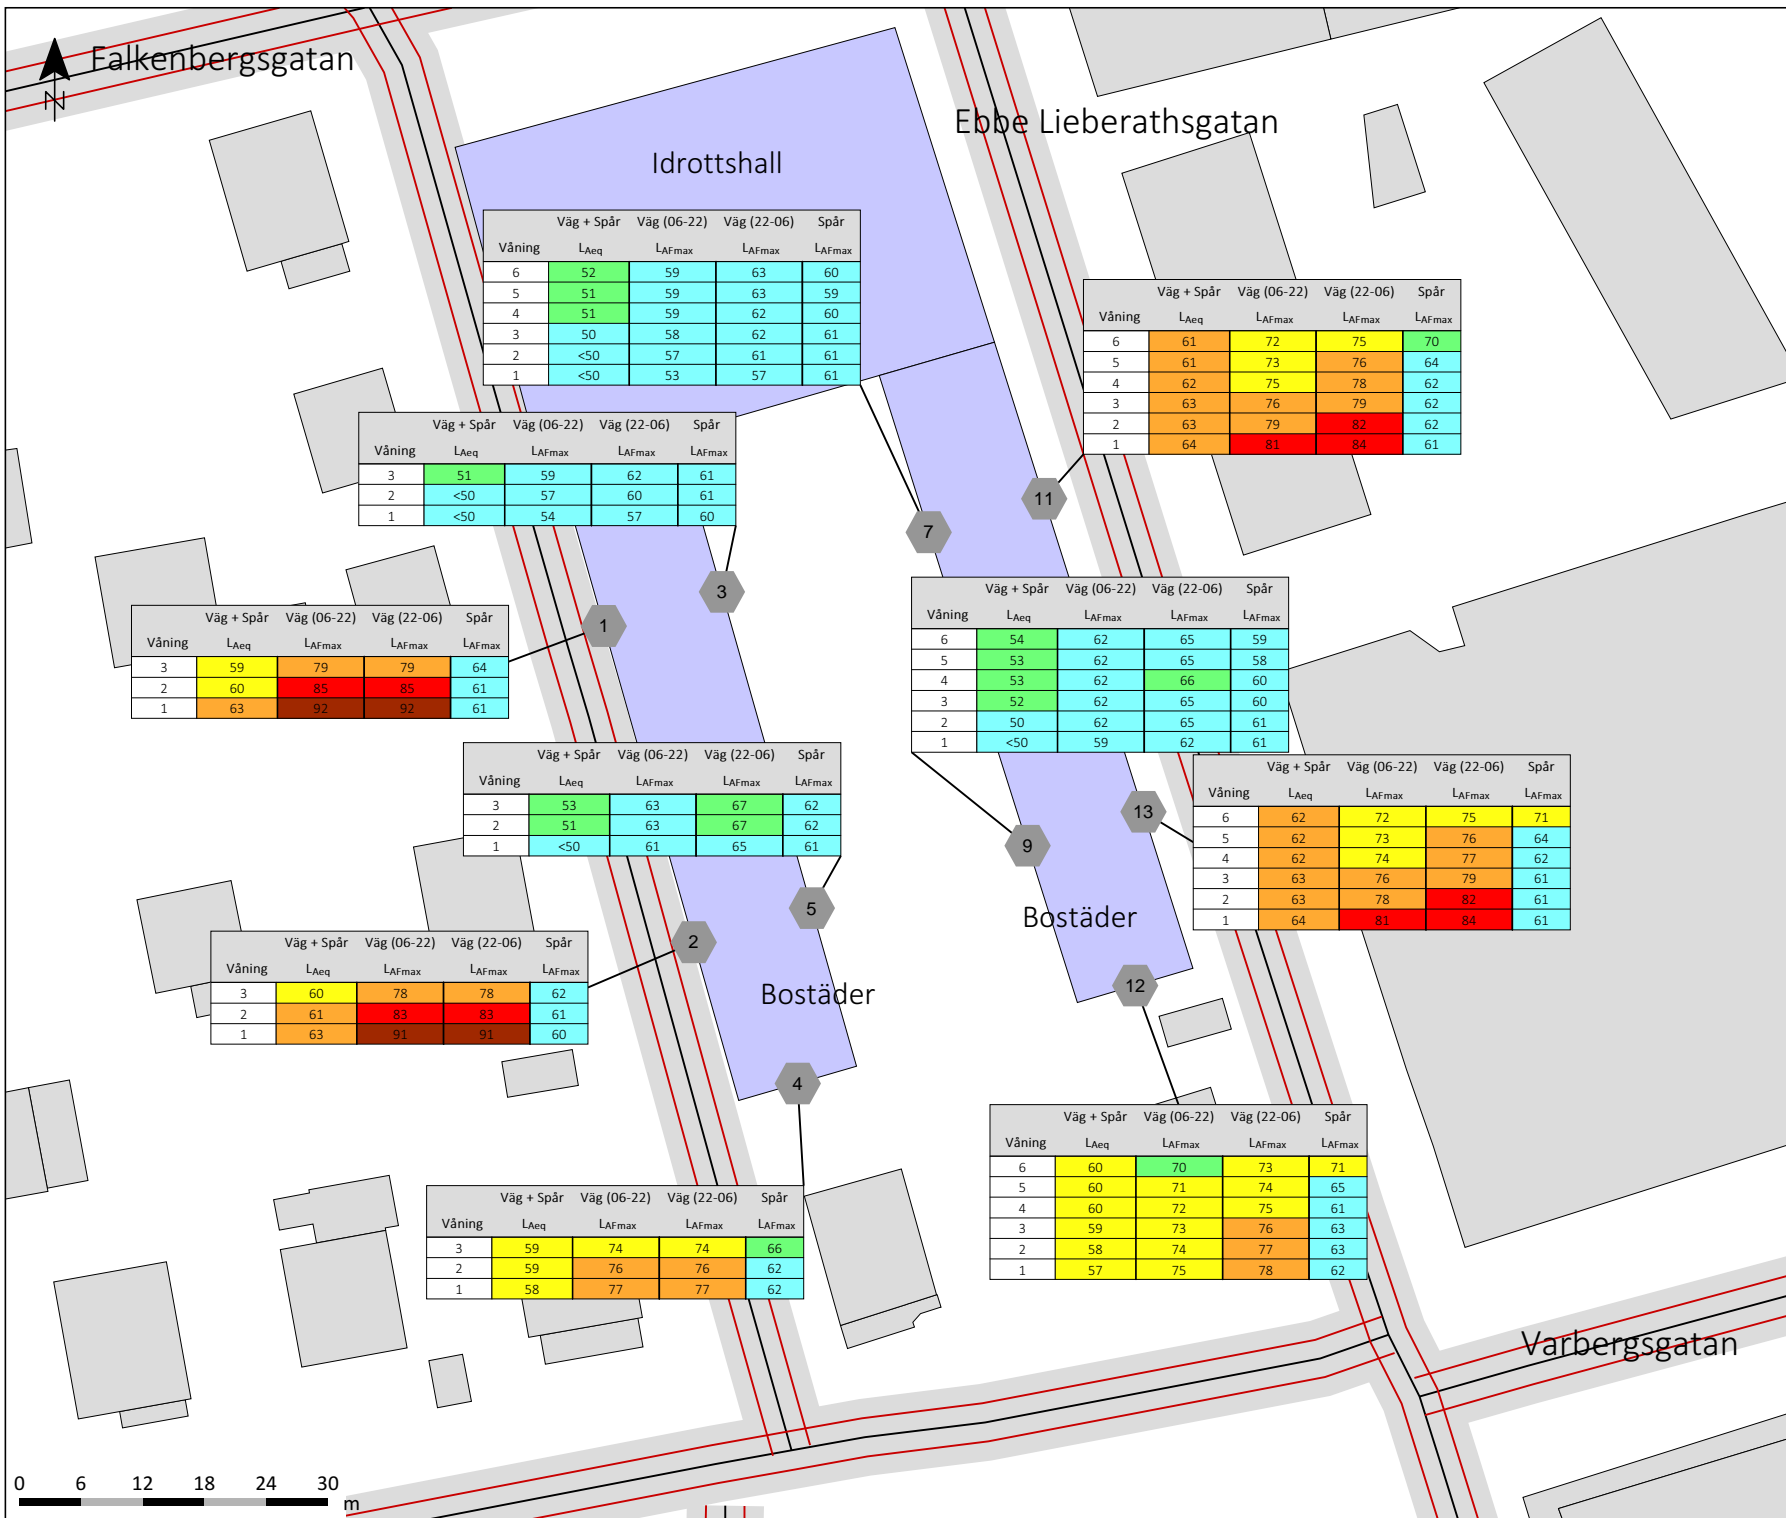 Falkenbergsgatan
N
Ebbe Lieberathsgatan
Idrottshall
Väg + Spår Väg (06-22) Väg (22-06) Spår
Våning LAeq LAFmax LAFmax LAFmax
6 52 59 63 60
5 51 59 63 59
4 51 59 62 60
3 50 58 62 61
2 <50 57 61 61
1 <50 53 57 61
Väg + Spår Väg (06-22) Väg (22-06) Spår
Våning LAeq LAFmax LAFmax LAFmax
6 61 72 75 70
5 61 73 76 64
4 62 75 78 62
3 63 76 79 62
2 63 79 82 62
1 64 81 84 61
Väg + Spår Väg (06-22) Väg (22-06) Spår
Våning LAeq LAFmax LAFmax LAFmax
3 51 59 62 61
2 <50 57 60 61
1 <50 54 57 60
11
7
3
1
Väg + Spår Väg (06-22) Väg (22-06) Spår
Våning LAeq LAFmax LAFmax LAFmax
3 59 79 79 64
2 60 85 85 61
1 63 92 92 61
Väg + Spår Väg (06-22) Väg (22-06) Spår
Våning LAeq LAFmax LAFmax LAFmax
6 54 62 65 59
5 53 62 65 58
4 53 62 66 60
3 52 62 65 60
2 50 62 65 61
1 <50 59 62 61
Väg + Spår Väg (06-22) Väg (22-06) Spår
Våning LAeq LAFmax LAFmax LAFmax
3 53 63 67 62
2 51 63 67 62
1 <50 61 65 61
Väg + Spår Väg (06-22) Väg (22-06) Spår
Våning LAeq LAFmax LAFmax LAFmax
6 62 72 75 71
5 62 73 76 64
4 62 74 77 62
3 63 76 79 61
2 63 78 82 61
1 64 81 84 61
13
9
5
Bostäder
2
Väg + Spår Väg (06-22) Väg (22-06) Spår
Våning LAeq LAFmax LAFmax LAFmax
3 60 78 78 62
2 61 83 83 61
1 63 91 91 60
Bostäder
12
4
Väg + Spår Väg (06-22) Väg (22-06) Spår
Våning LAeq LAFmax LAFmax LAFmax
6 60 70 73 71
5 60 71 74 65
4 60 72 75 61
3 59 73 76 63
2 58 74 77 63
1 57 75 78 62
Väg + Spår Väg (06-22) Väg (22-06) Spår
Våning LAeq LAFmax LAFmax LAFmax
3 59 74 74 66
2 59 76 76 62
1 58 77 77 62
Varbergsgatan
0 6 12 18 24 30
m